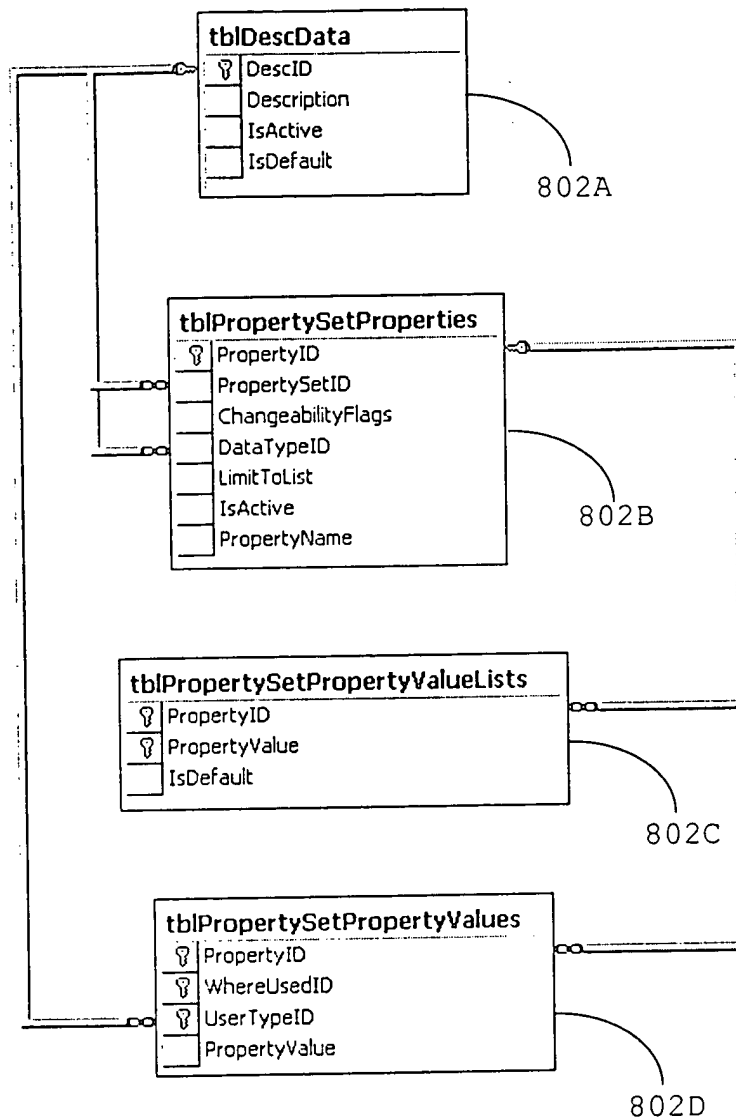 tblDescData
DescID
Description
IsActive
IsDefault
802A
tblPropertySetProperties
PropertyID
PropertySetID
ChangeabilityFlags
DataTypeID
LimitToList
IsActive
PropertyName
802B
tblPropertySetPropertyValueLists
PropertyID
PropertyValue
IsDefault
802C
tblPropertySetPropertyValues
PropertyID
WhereUsedID
UserTypeID
PropertyValue
802D